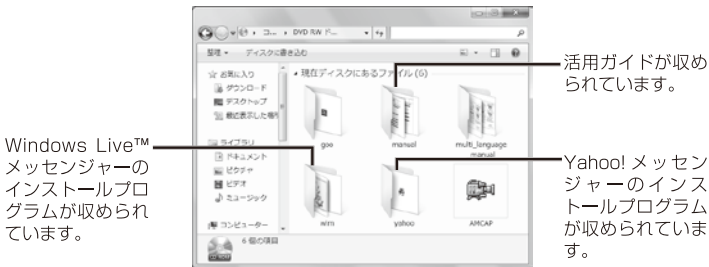 コ... ▸ DVD RW ド...
整理 ▾ ディスクに書き込む
お気に入り
ダウンロード
デスクトップ
最近表示した場所
ライブラリ
ドキュメント
ピクチャ
ビデオ
ミュージック
コンピューター
現在ディスクにあるファイル (6)
goo
manual
multi_language
manual
wlm
yahoo
AMCAP
6 個の項目
活用ガイドが収め
られています。
Windows Live™
メッセンジャーの
インストールプロ
グラムが収められ
ています。
Yahoo! メッセン
ジャーのインス
トールプログラム
が収められていま
す。